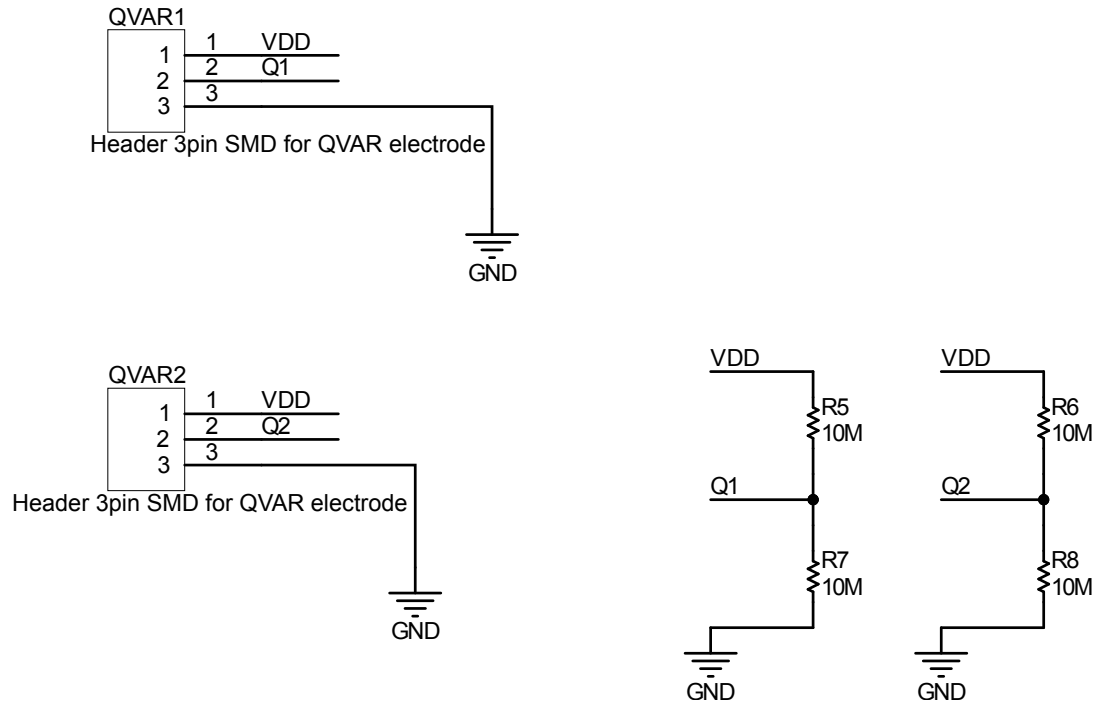 QVAR1
1 1 VDD
2 2 Q1
3 3
Header 3pin SMD for QVAR electrode
GND
QVAR2
1 1 VDD
2 2 Q2
3 3
Header 3pin SMD for QVAR electrode
GND
VDD
R5
10M
Q1
R7
10M
GND
VDD
R6
10M
Q2
R8
10M
GND